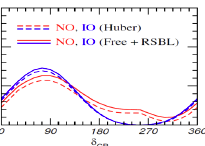 NO, IO (Huber)
NO, IO (Free + RSBL)
0 90 180 270 360
δCP